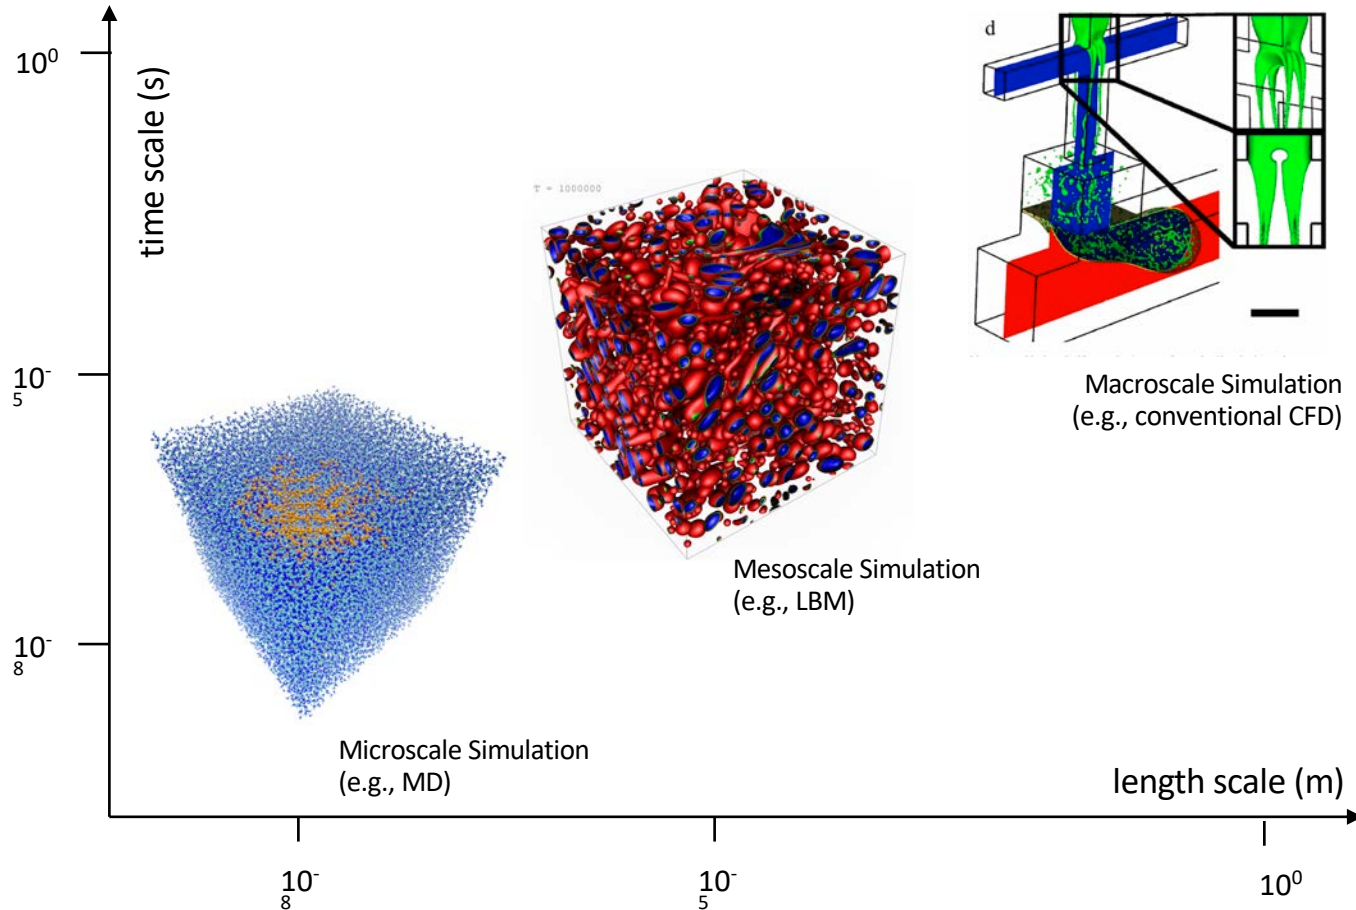 d
10⁰
time scale (s)
T = 1000000
10-
5
Macroscale Simulation
(e.g., conventional CFD)
Mesoscale Simulation
(e.g., LBM)
10-
8
Microscale Simulation
(e.g., MD)
length scale (m)
10-
8
10-
5
10⁰